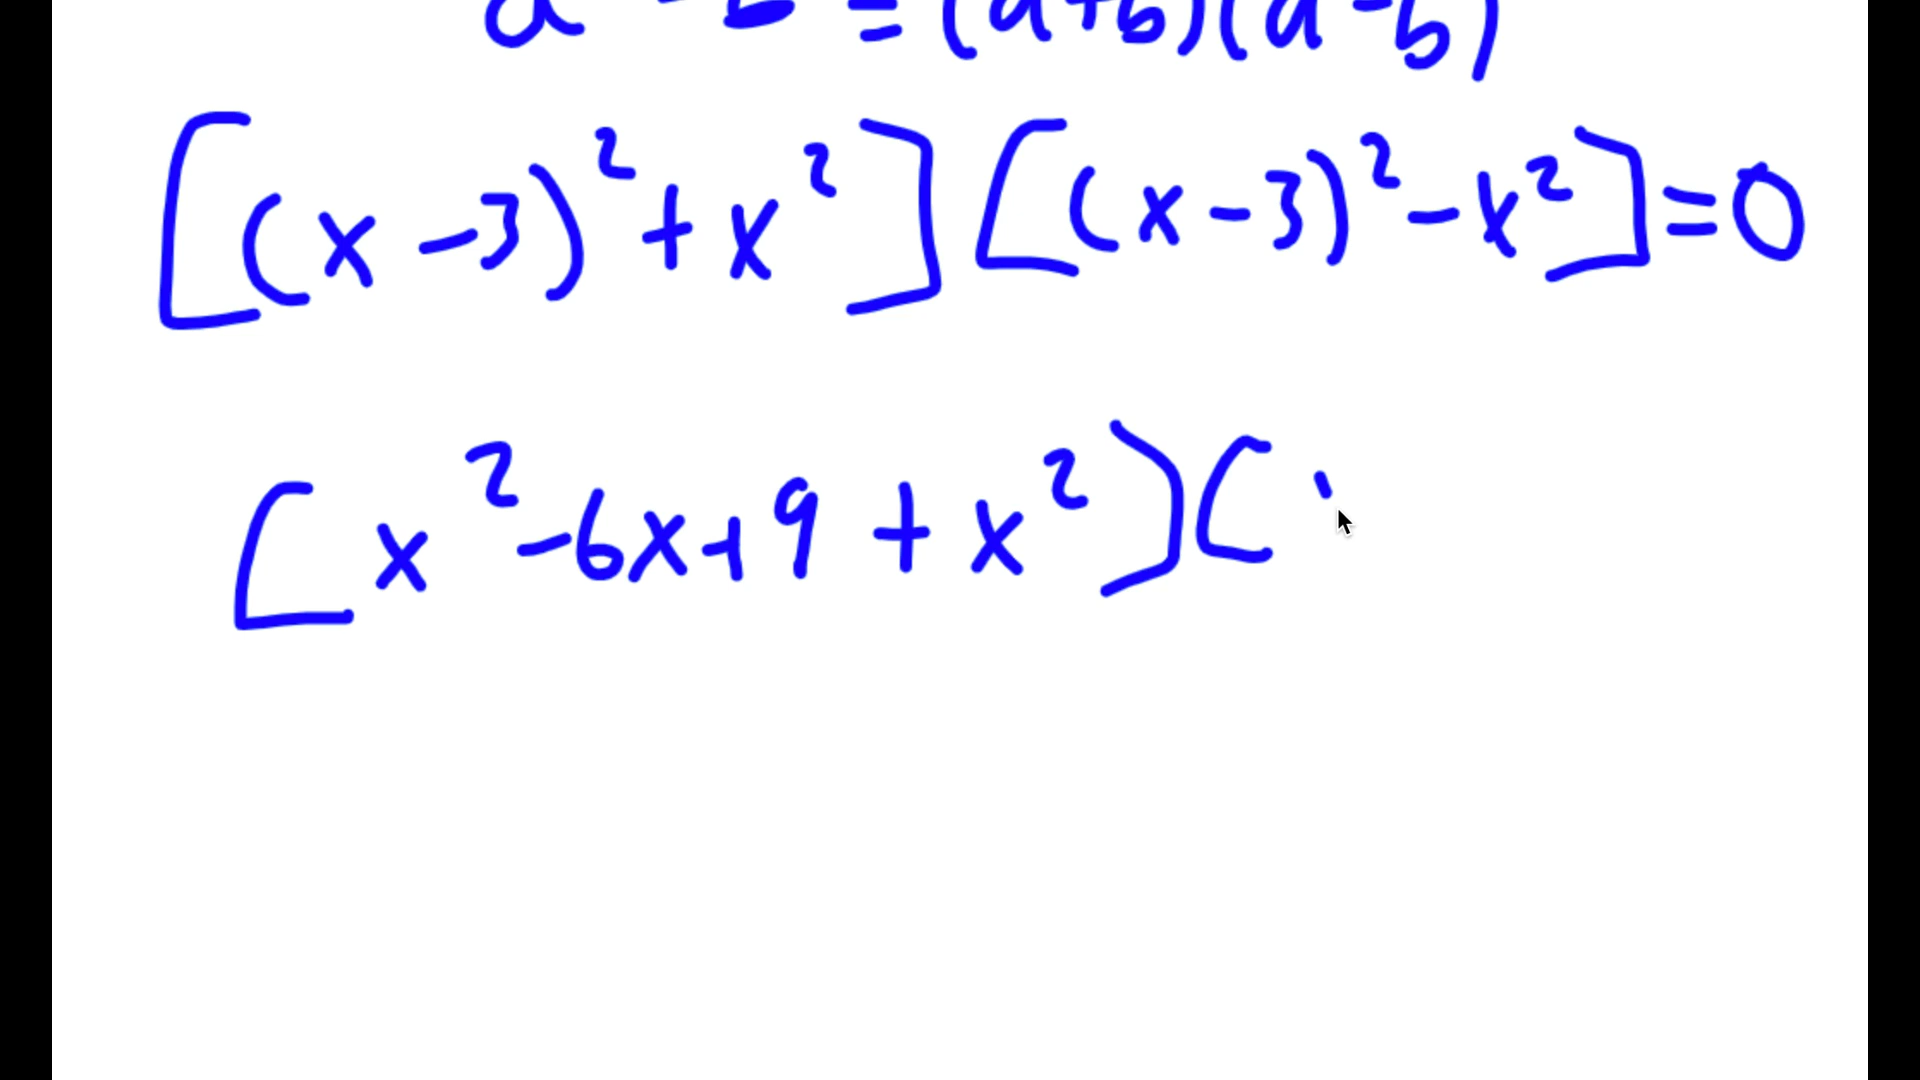 a - b = (a+b)(a-b)
[(x-3)² + x²][(x-3)² - x²] = 0
[x² - 6x + 9 + x²)(